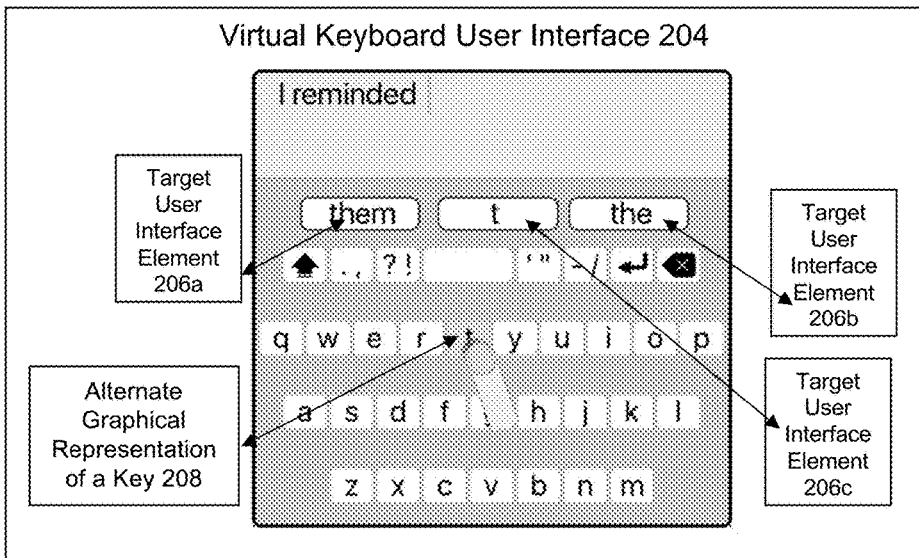 Virtual Keyboard User Interface 204
I reminded
Target
User
Interface
Element
206a
them t the
Target
User
Interface
Element
206b
. , ? ! ' " - /
q w e r t y u i o p
Alternate
Graphical
Representation
of a Key 208
a s d f h j k l
Target
User
Interface
Element
206c
z x c v b n m